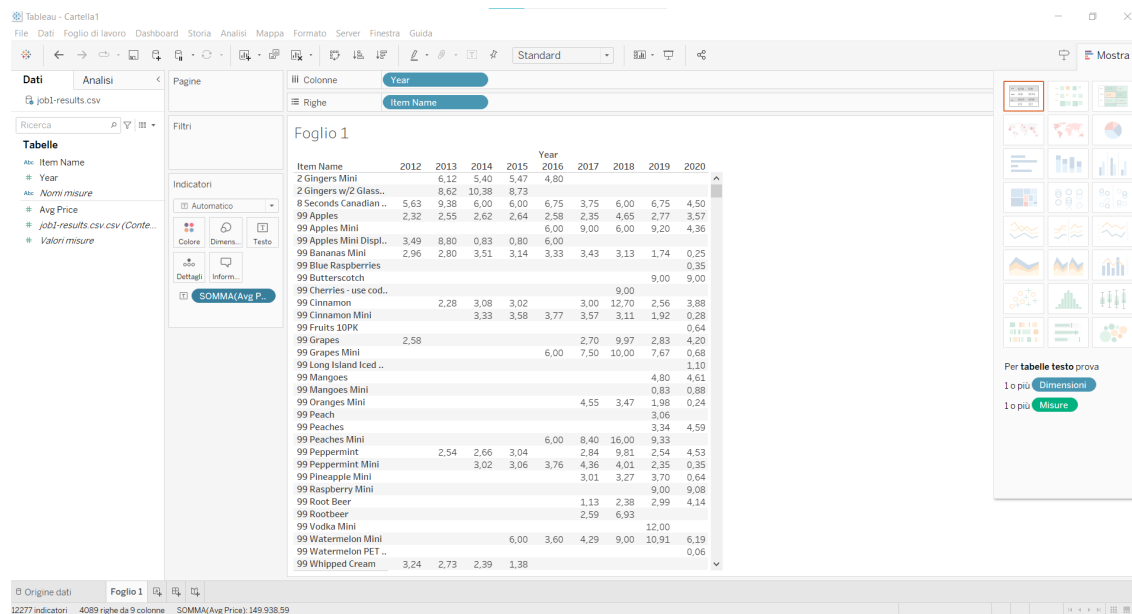 Tableau - Cartella1
File Dati Foglio di lavoro Dashboard Storia Analisi Mappa Formato Server Finestra Guida
Standard
Mostra
Dati Analisi
job1-results.csv
Ricerca
Tabelle
Abc Item Name
# Year
Abc Nomi misure
# Avg Price
# job1-results.csv.csv (Conte...
# Valori misure
Pagine
Filtri
Indicatori
Automatico
Colore Dimens... Testo
Dettagli Inform...
SOMMA(Avg P..
Colonne Year
Righe Item Name
Foglio 1
Year
Item Name 2012 2013 2014 2015 2016 2017 2018 2019 2020
2 Gingers Mini 6,12 5,40 5,47 4,80
2 Gingers w/2 Glass.. 8,62 10,38 8,73
8 Seconds Canadian .. 5,63 9,38 6,00 6,00 6,75 3,75 6,00 6,75 4,50
99 Apples 2,32 2,55 2,62 2,64 2,58 2,35 4,65 2,77 3,57
99 Apples Mini 6,00 9,00 6,00 9,20 4,36
99 Apples Mini Displ.. 3,49 8,80 0,83 0,80 6,00
99 Bananas Mini 2,96 2,80 3,51 3,14 3,33 3,43 3,13 1,74 0,25
99 Blue Raspberries 0,35
99 Butterscotch 9,00 9,00
99 Cherries - use cod.. 9,00
99 Cinnamon 2,28 3,08 3,02 3,00 12,70 2,56 3,88
99 Cinnamon Mini 3,33 3,58 3,77 3,57 3,11 1,92 0,28
99 Fruits 10PK 0,64
99 Grapes 2,58 2,70 9,97 2,83 4,20
99 Grapes Mini 6,00 7,50 10,00 7,67 0,68
99 Long Island Iced .. 1,10
99 Mangoes 4,80 4,61
99 Mangoes Mini 0,83 0,88
99 Oranges Mini 4,55 3,47 1,98 0,24
99 Peach 3,06
99 Peaches 3,34 4,59
99 Peaches Mini 6,00 8,40 16,00 9,33
99 Peppermint 2,54 2,66 3,04 2,84 9,81 2,54 4,53
99 Peppermint Mini 3,02 3,06 3,76 4,36 4,01 2,35 0,35
99 Pineapple Mini 3,01 3,27 3,70 0,64
99 Raspberry Mini 9,00 9,08
99 Root Beer 1,13 2,38 2,99 4,14
99 Rootbeer 2,59 6,93
99 Vodka Mini 12,00
99 Watermelon Mini 6,00 3,60 4,29 9,00 10,91 6,19
99 Watermelon PET .. 0,06
99 Whipped Cream 3,24 2,73 2,39 1,38
Per tabelle testo prova
1 o più Dimensioni
1 o più Misure
Origine dati Foglio 1
12277 indicatori 4089 righe da 9 colonne SOMMA(Avg Price): 149.938,59